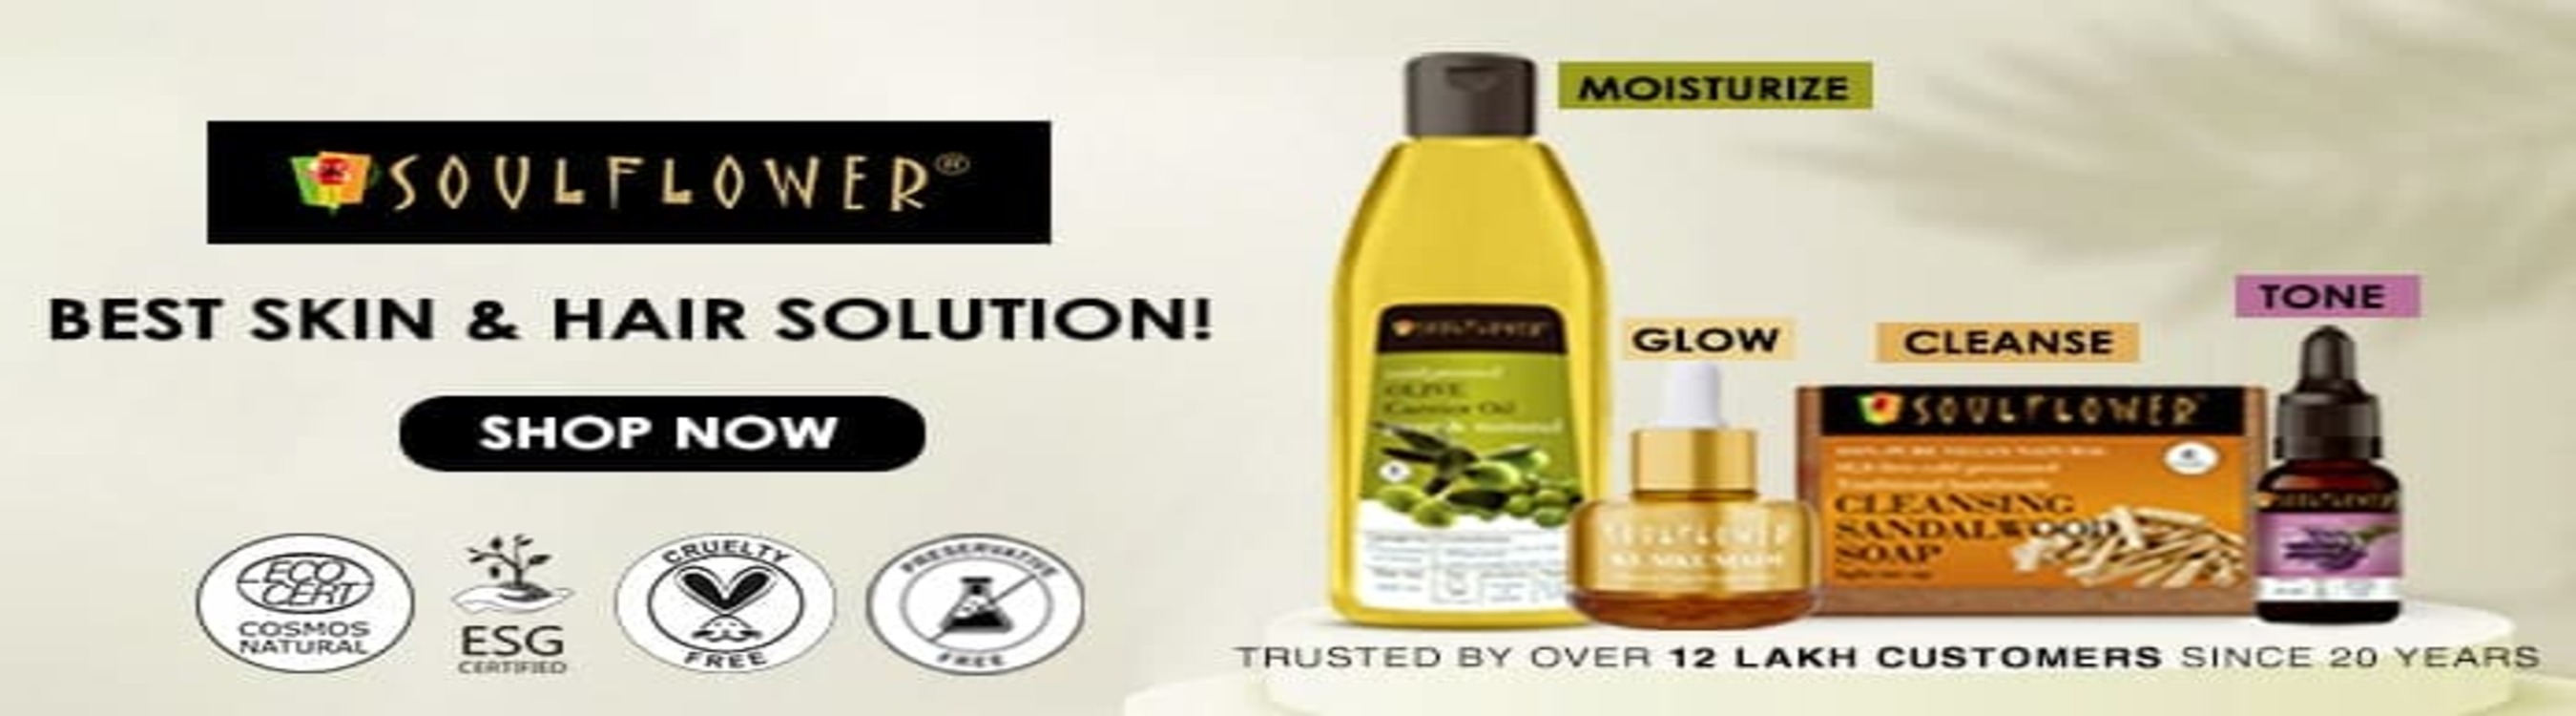 SOULFLOWER®
BEST SKIN & HAIR SOLUTION!
SHOP NOW
ECO
CERT
COSMOS
NATURAL
ESG
CERTIFIED
CRUELTY
FREE
PRESERVATIVE
FREE
MOISTURIZE
GLOW
CLEANSE
TONE
OLIVE
Carrier Oil
SOULFLOWER
SOULFLOWER
CLEANSING
SANDALWOOD
SOAP
TRUSTED BY OVER 12 LAKH CUSTOMERS SINCE 20 YEARS